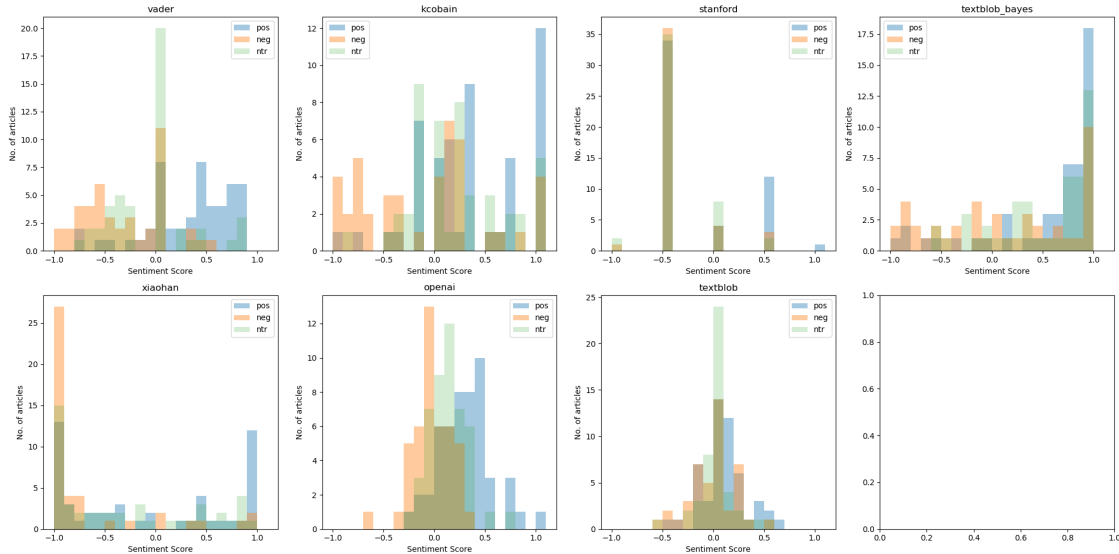 vader
pos
neg
ntr
No. of articles
20.0
17.5
15.0
12.5
10.0
7.5
5.0
2.5
0.0
−1.0 −0.5 0.0 0.5 1.0
Sentiment Score
kcobain
pos
neg
ntr
No. of articles
12
10
8
6
4
2
0
−1.0 −0.5 0.0 0.5 1.0
Sentiment Score
stanford
pos
neg
ntr
No. of articles
35
30
25
20
15
10
5
0
−1.0 −0.5 0.0 0.5 1.0
Sentiment Score
textblob_bayes
pos
neg
ntr
No. of articles
17.5
15.0
12.5
10.0
7.5
5.0
2.5
0.0
−1.0 −0.5 0.0 0.5 1.0
Sentiment Score
xiaohan
pos
neg
ntr
No. of articles
25
20
15
10
5
0
−1.0 −0.5 0.0 0.5 1.0
Sentiment Score
openai
pos
neg
ntr
No. of articles
12
10
8
6
4
2
0
−1.0 −0.5 0.0 0.5 1.0
Sentiment Score
textblob
pos
neg
ntr
No. of articles
25
20
15
10
5
0
−1.0 −0.5 0.0 0.5 1.0
Sentiment Score
1.0
0.8
0.6
0.4
0.2
0.0
0.0 0.2 0.4 0.6 0.8 1.0